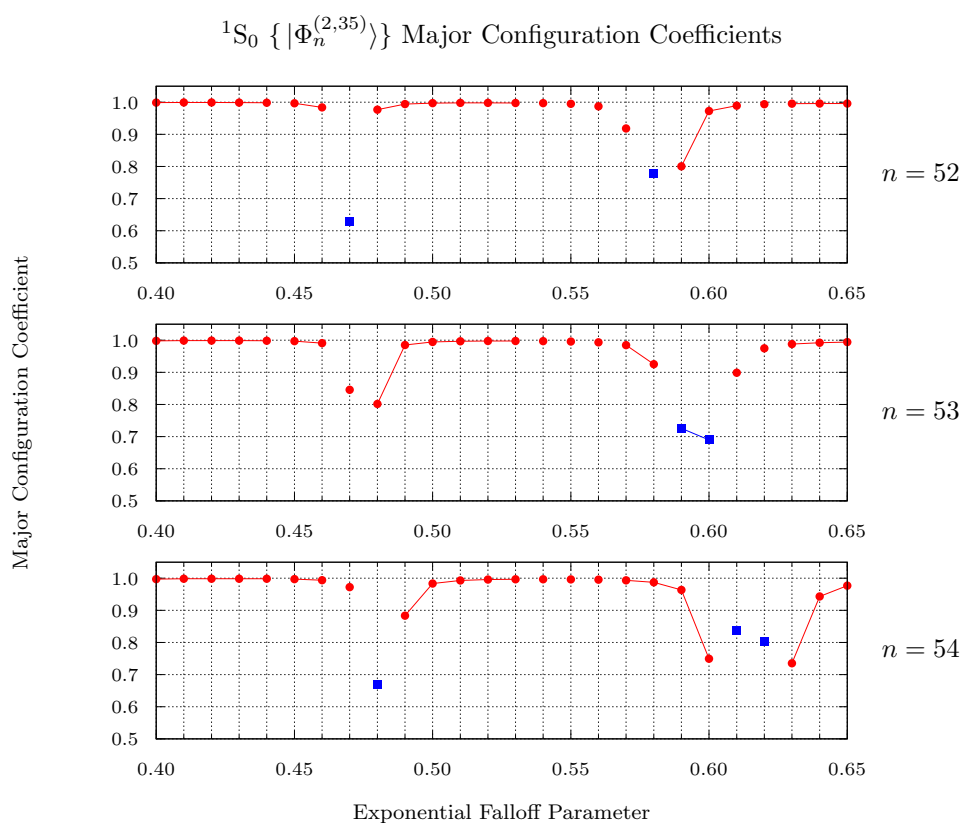 ¹S₀ { |Φₙ^(2,35)⟩} Major Configuration Coefficients
Major Configuration Coefficient
1.0
0.9
0.8
0.7
0.6
0.5
0.40 0.45 0.50 0.55 0.60 0.65
n = 52
1.0
0.9
0.8
0.7
0.6
0.5
0.40 0.45 0.50 0.55 0.60 0.65
n = 53
1.0
0.9
0.8
0.7
0.6
0.5
0.40 0.45 0.50 0.55 0.60 0.65
n = 54
Exponential Falloff Parameter